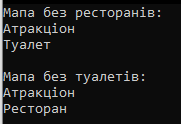 Мапа без ресторанів:
Атракціон
Туалет
Мапа без туалетів:
Атракціон
Ресторан